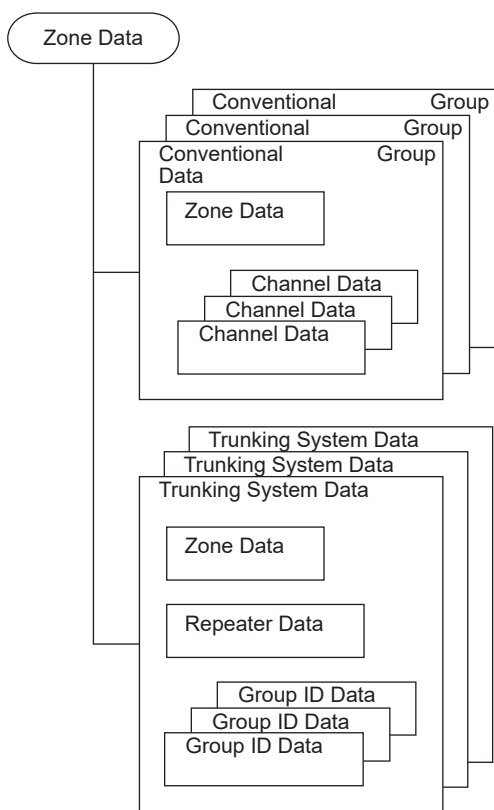 Zone Data
Conventional Group
Conventional Group
Conventional Group
Data
Zone Data
Channel Data
Channel Data
Channel Data
Trunking System Data
Trunking System Data
Trunking System Data
Zone Data
Repeater Data
Group ID Data
Group ID Data
Group ID Data